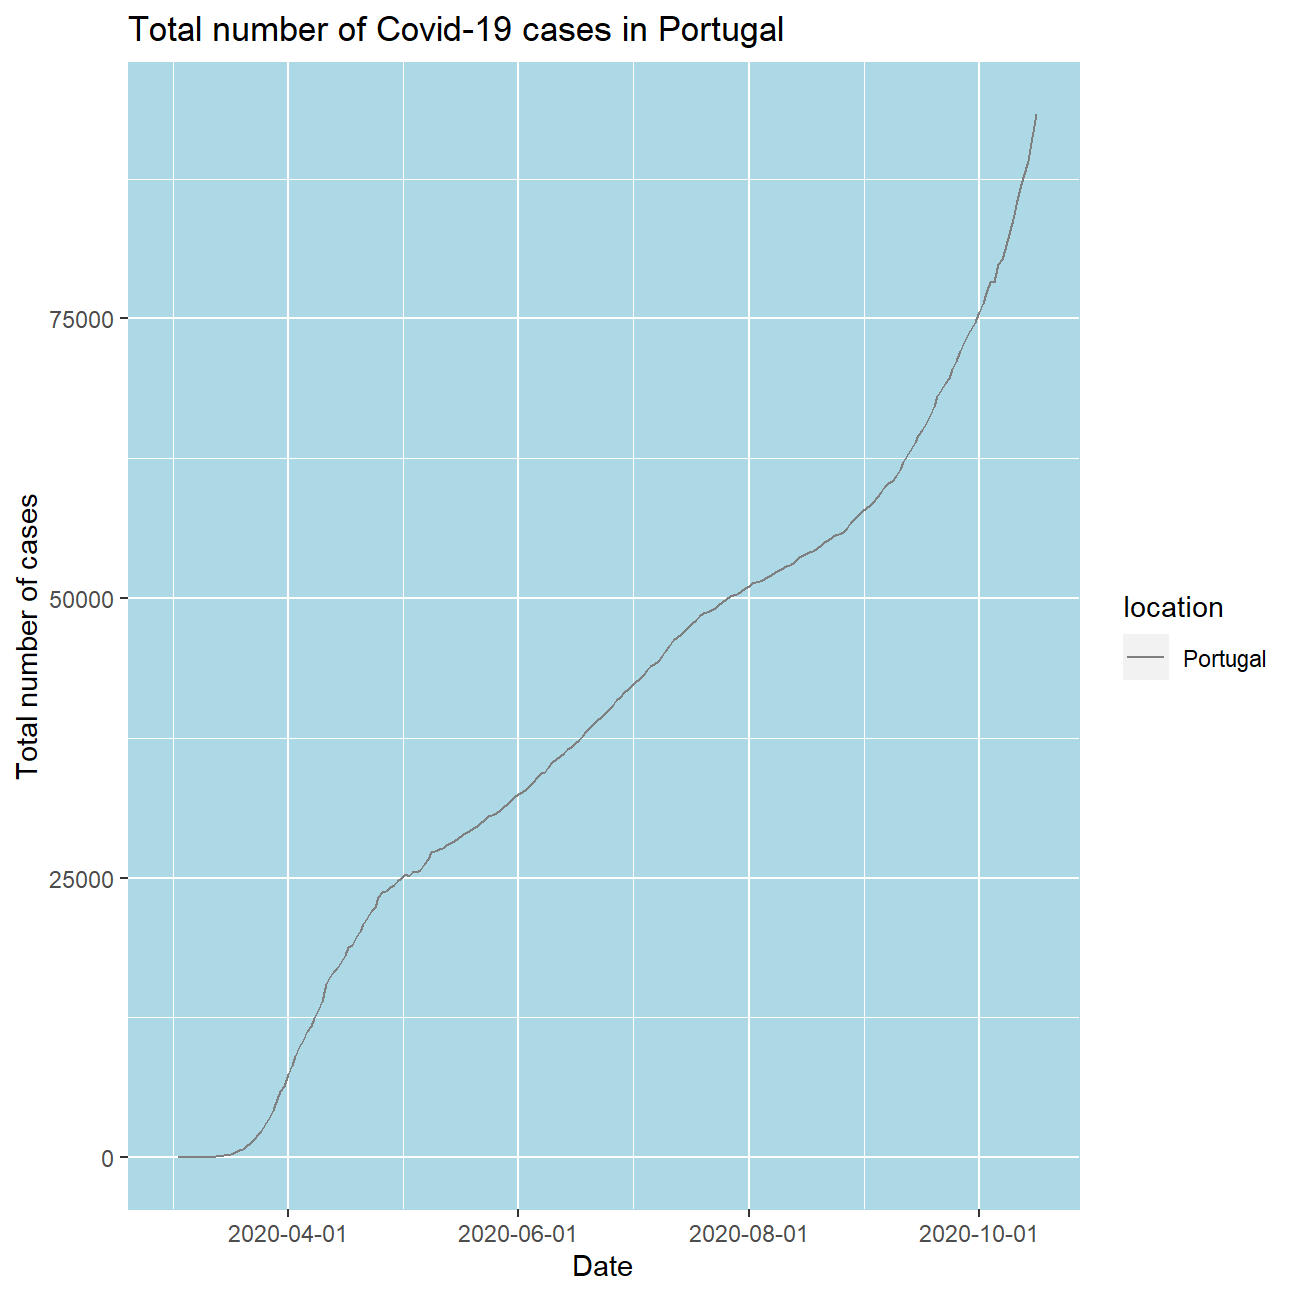 Total number of Covid-19 cases in Portugal
Total number of cases
75000
50000
25000
0
2020-04-01
2020-06-01
2020-08-01
2020-10-01
Date
location
Portugal